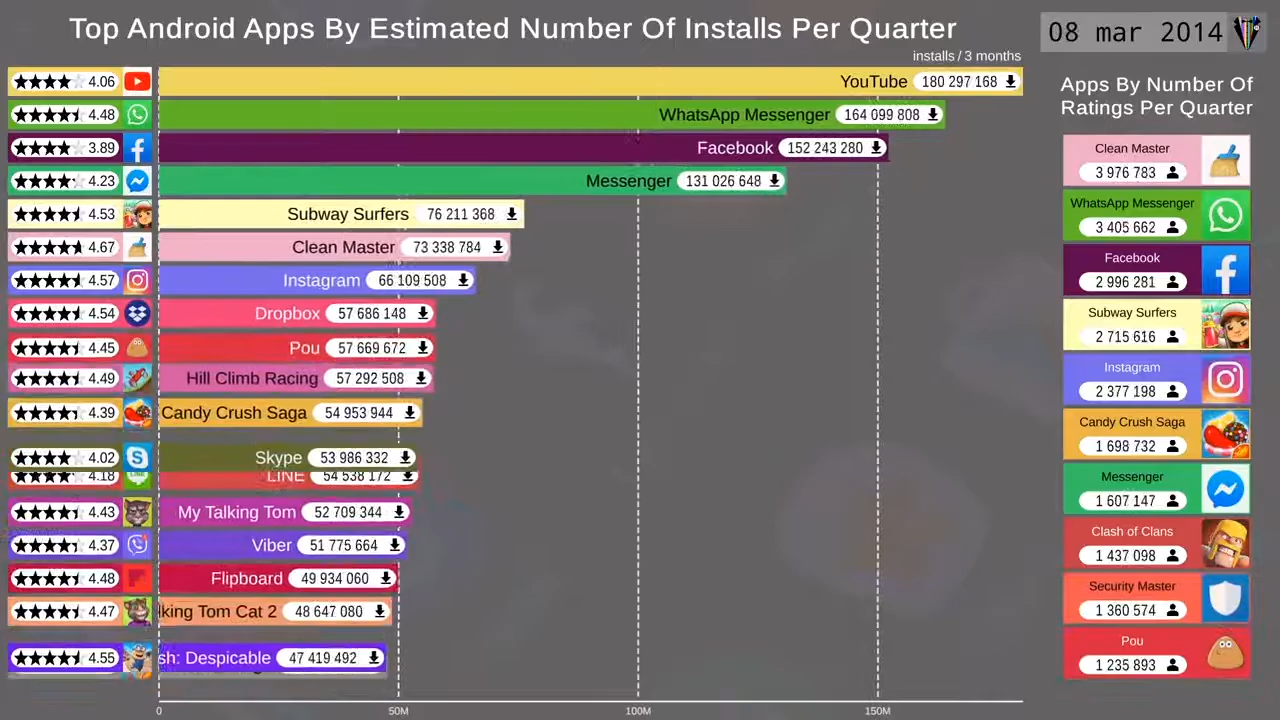 Top Android Apps By Estimated Number Of Installs Per Quarter
08 mar 2014
installs / 3 months
4.06 YouTube 180 297 168
4.48 WhatsApp Messenger 164 099 808
3.89 Facebook 152 243 280
4.23 Messenger 131 026 648
4.53 Subway Surfers 76 211 368
4.67 Clean Master 73 338 784
4.57 Instagram 66 109 508
4.54 Dropbox 57 686 148
4.45 Pou 57 669 672
4.49 Hill Climb Racing 57 292 508
4.39 Candy Crush Saga 54 953 944
4.02 Skype 53 986 332
4.18 LINE 54 538 172
4.43 My Talking Tom 52 709 344
4.37 Viber 51 775 664
4.48 Flipboard 49 934 060
4.47 lking Tom Cat 2 48 647 080
4.55 sh: Despicable 47 419 492
0 50M 100M 150M
Apps By Number Of
Ratings Per Quarter
Clean Master
3 976 783
WhatsApp Messenger
3 405 662
Facebook
2 996 281
Subway Surfers
2 715 616
Instagram
2 377 198
Candy Crush Saga
1 698 732
Messenger
1 607 147
Clash of Clans
1 437 098
Security Master
1 360 574
Pou
1 235 893